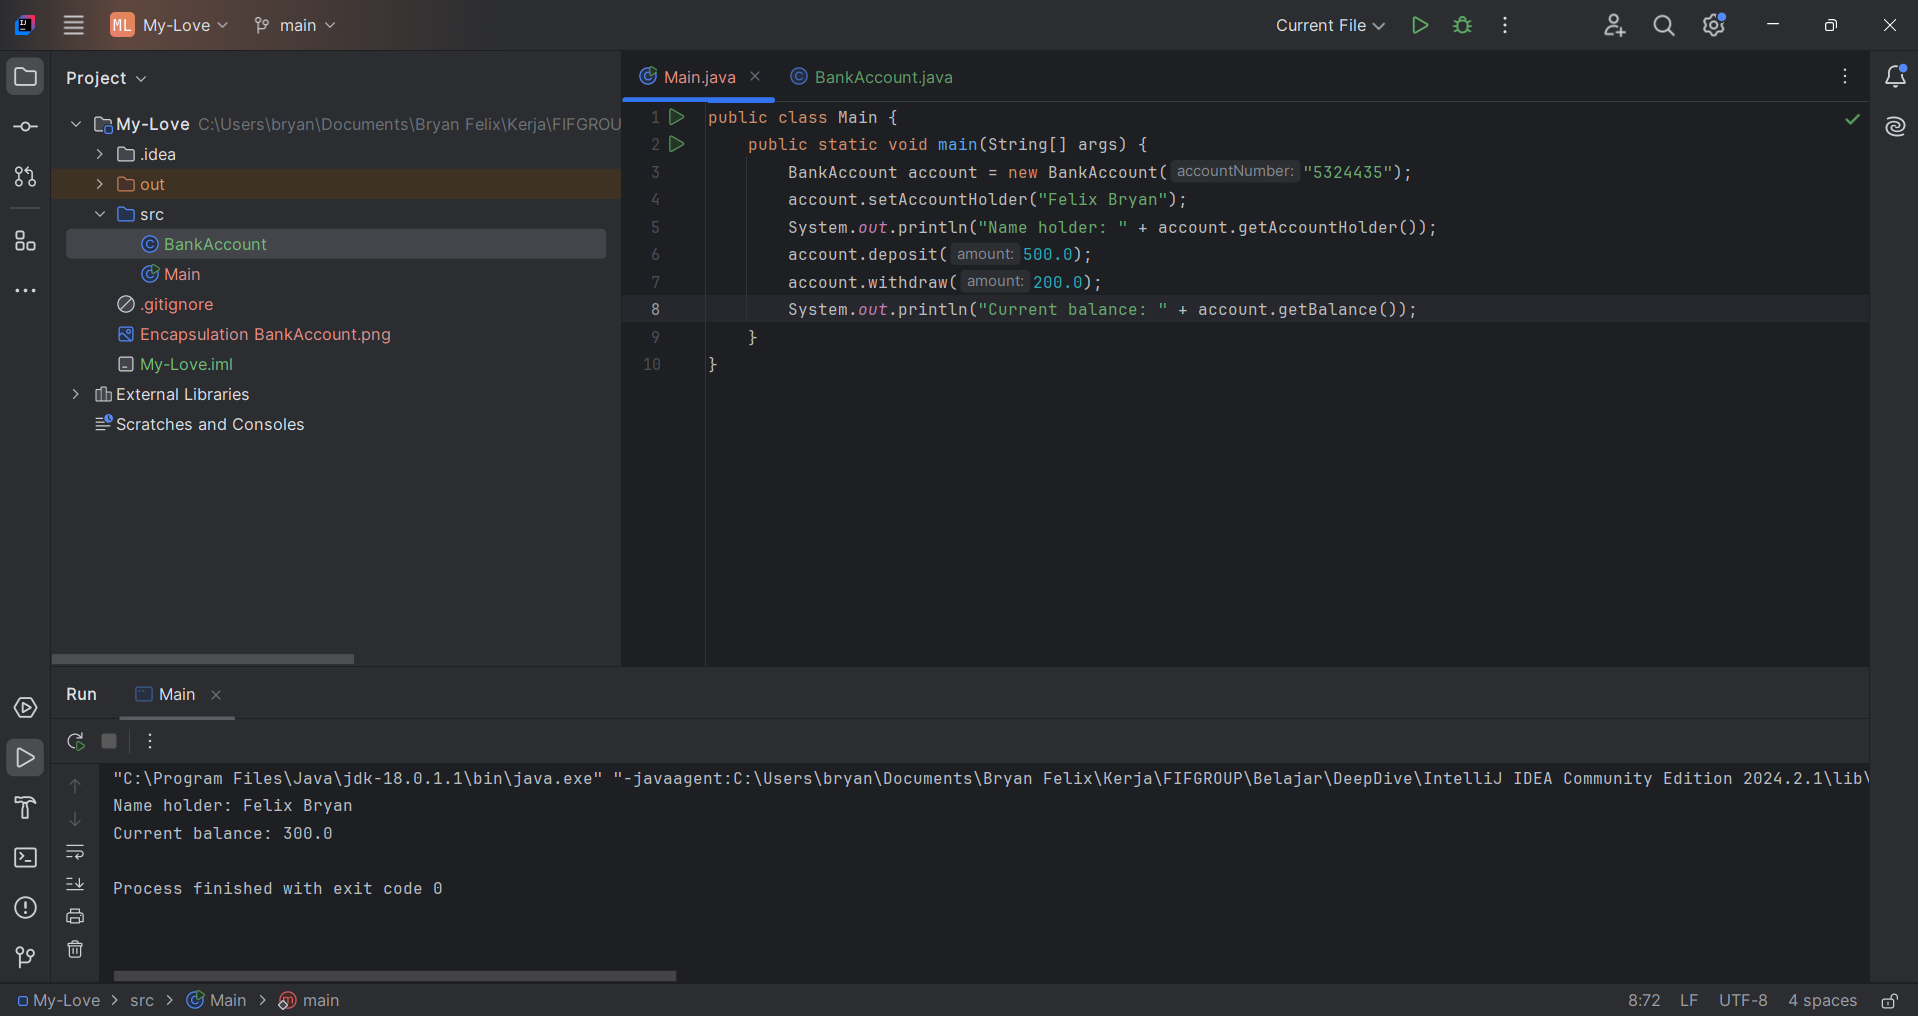 ML My-Love main Current File
Project
My-Love C:\Users\bryan\Documents\Bryan Felix\Kerja\FIFGROU
.idea
out
src
BankAccount
Main
.gitignore
Encapsulation BankAccount.png
My-Love.iml
External Libraries
Scratches and Consoles
Main.java BankAccount.java
1 public class Main {
2 public static void main(String[] args) {
3 BankAccount account = new BankAccount( accountNumber: "5324435");
4 account.setAccountHolder("Felix Bryan");
5 System.out.println("Name holder: " + account.getAccountHolder());
6 account.deposit( amount: 500.0);
7 account.withdraw( amount: 200.0);
8 System.out.println("Current balance: " + account.getBalance());
9 }
10 }
Run Main
"C:\Program Files\Java\jdk-18.0.1.1\bin\java.exe" "-javaagent:C:\Users\bryan\Documents\Bryan Felix\Kerja\FIFGROUP\Belajar\DeepDive\IntelliJ IDEA Community Edition 2024.2.1\lib\
Name holder: Felix Bryan
Current balance: 300.0
Process finished with exit code 0
My-Love src Main main 8:72 LF UTF-8 4 spaces